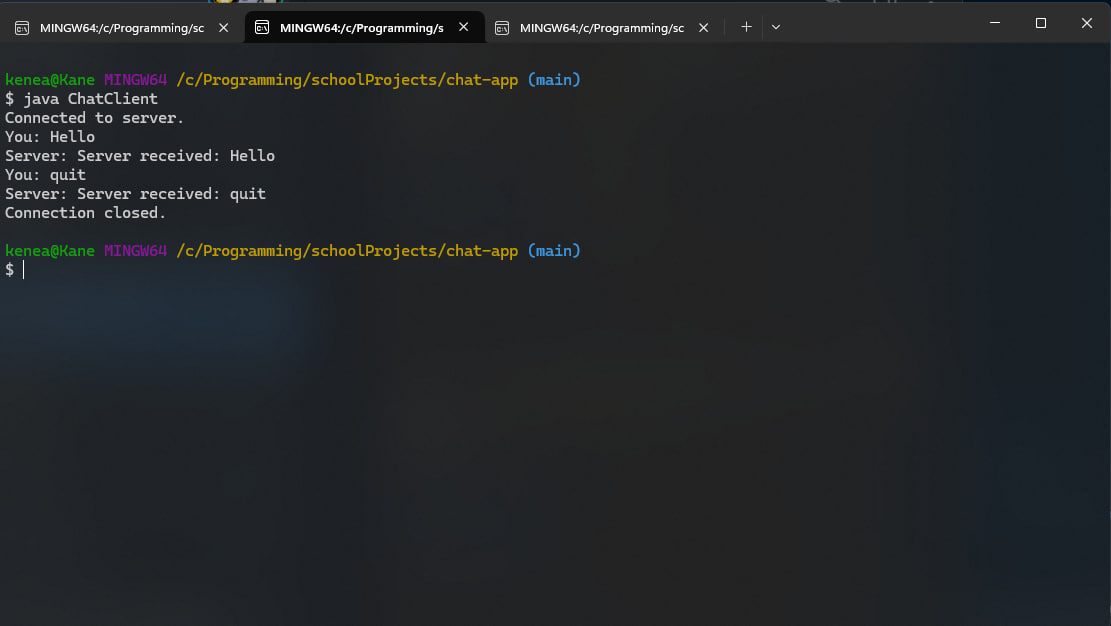 MINGW64:/c/Programming/sc
MINGW64:/c/Programming/s
MINGW64:/c/Programming/sc
kenea@Kane MINGW64 /c/Programming/schoolProjects/chat-app (main)
$ java ChatClient
Connected to server.
You: Hello
Server: Server received: Hello
You: quit
Server: Server received: quit
Connection closed.
kenea@Kane MINGW64 /c/Programming/schoolProjects/chat-app (main)
$